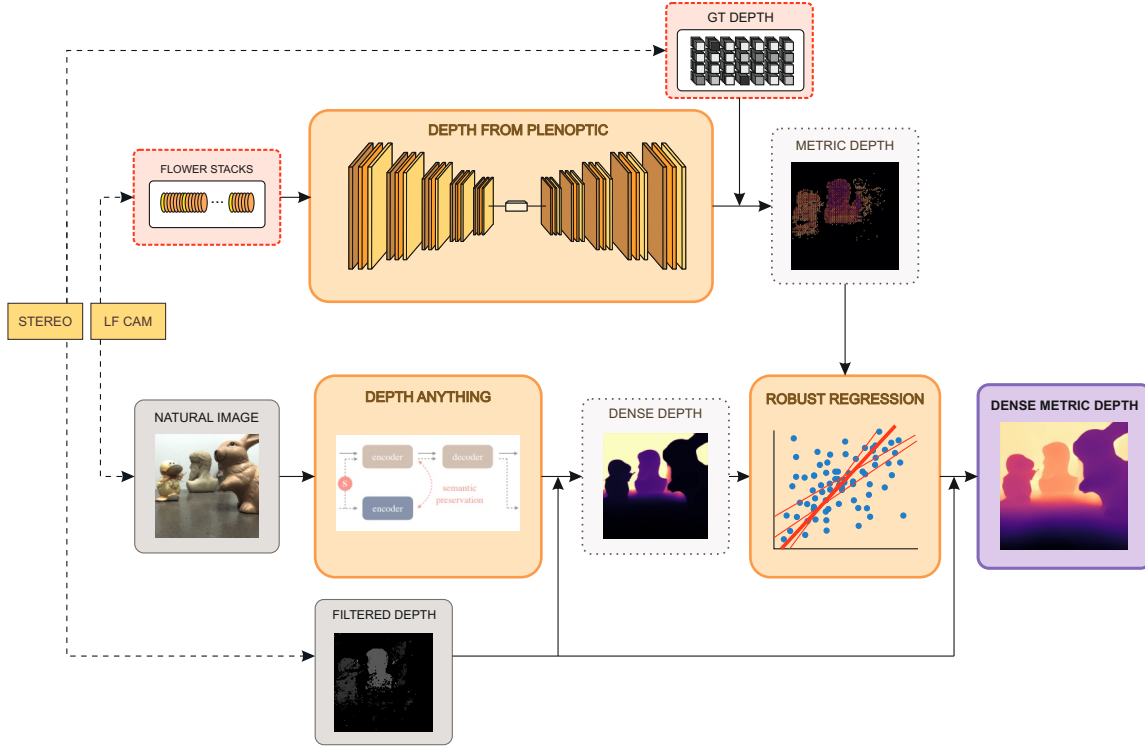 GT DEPTH
DEPTH FROM PLENOPTIC
METRIC DEPTH
FLOWER STACKS
...
STEREO
LF CAM
NATURAL IMAGE
DEPTH ANYTHING
encoder
decoder
S
semantic
preservation
encoder
DENSE DEPTH
ROBUST REGRESSION
DENSE METRIC DEPTH
FILTERED DEPTH